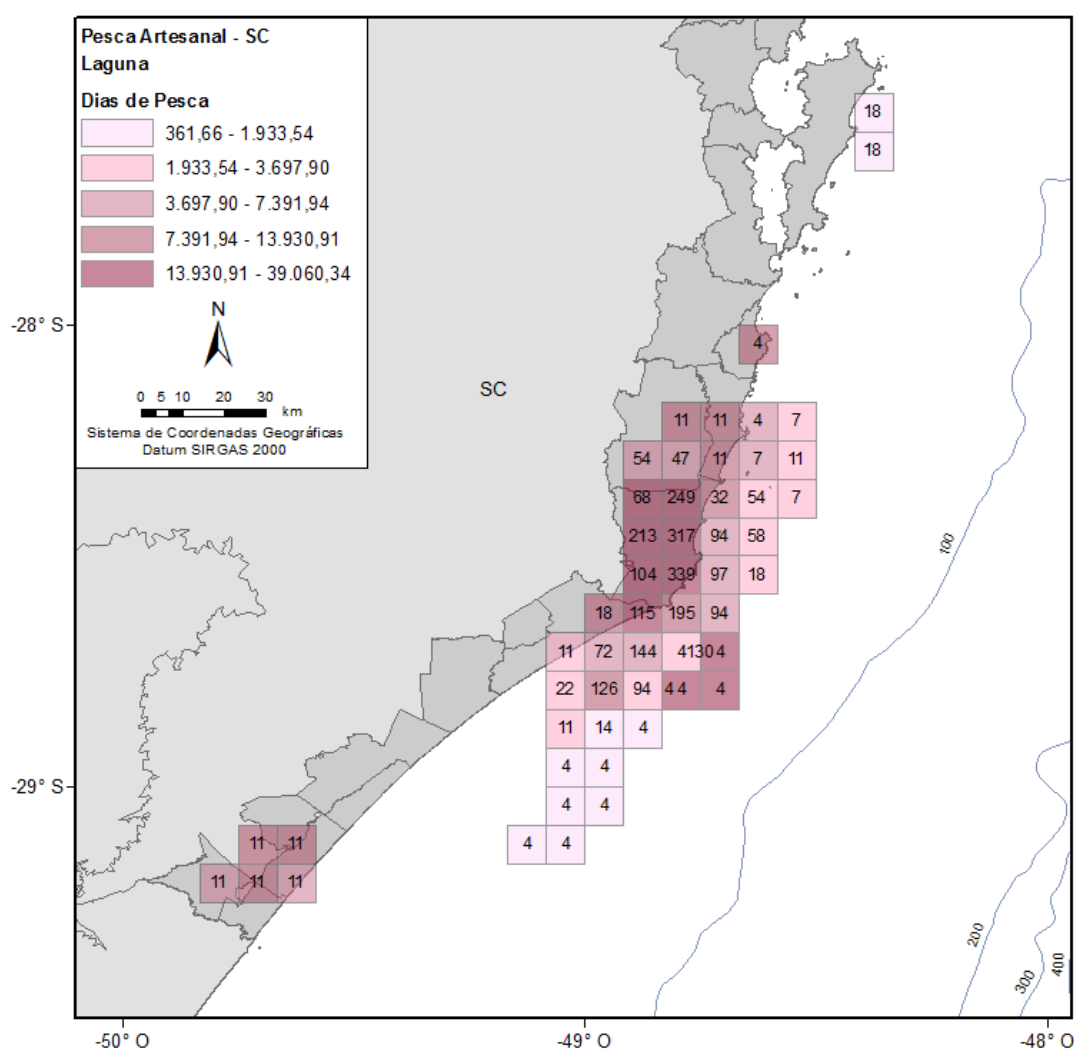 Pesca Artesanal - SC
Laguna
Dias de Pesca
361,66 - 1.933,54
1.933,54 - 3.697,90
3.697,90 - 7.391,94
7.391,94 - 13.930,91
13.930,91 - 39.060,34
N
0 5 10 20 30
km
Sistema de Coordenadas Geográficas
Datum SIRGAS 2000
18
18
-28° S
4
SC
11 11 4 7
54 47 11 7 11
68 249 32 54 7
213 317 94 58
100
104 339 97 18
18 115 195 94
11 72 144 4130 4
22 126 94 4 4 4
11 14 4
4 4
-29° S
4 4
4 4
11 11
11 11 11
200
300
400
-50° O
-49° O
-48° O